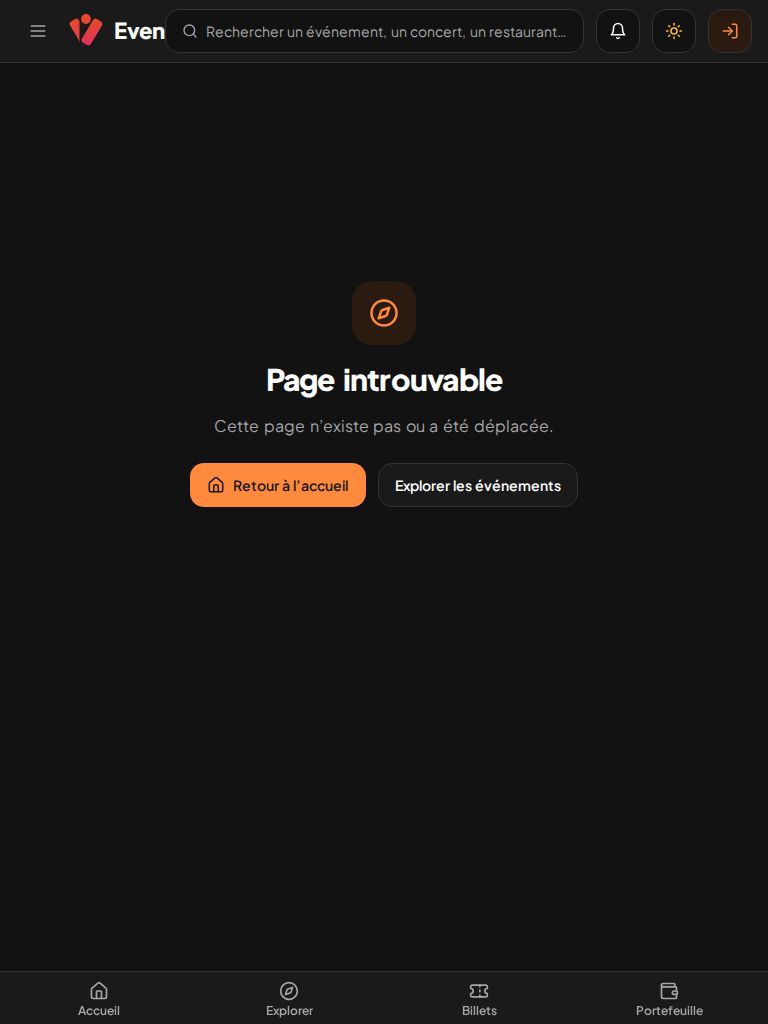 Even
Rechercher un événement, un concert, un restaurant…
Page introuvable
Cette page n’existe pas ou a été déplacée.
Retour à l’accueil
Explorer les événements
Accueil
Explorer
Billets
Portefeuille